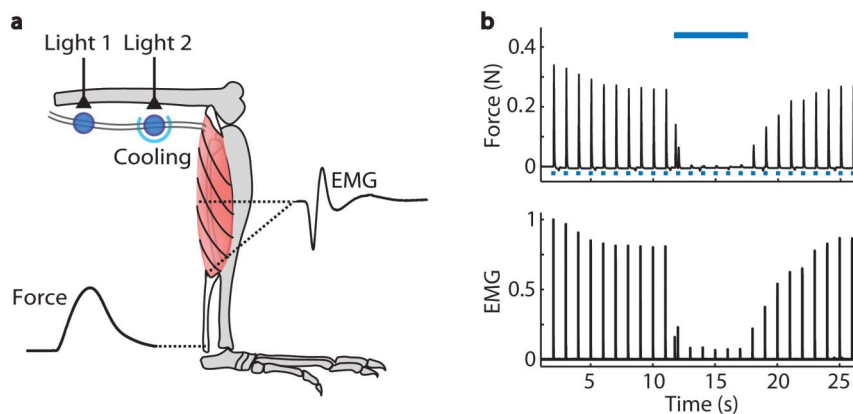 a
Light 1 Light 2
Cooling
EMG
Force
b
Force (N)
0.4
0.2
0
EMG
1
0.5
0
5 10 15 20 25
Time (s)